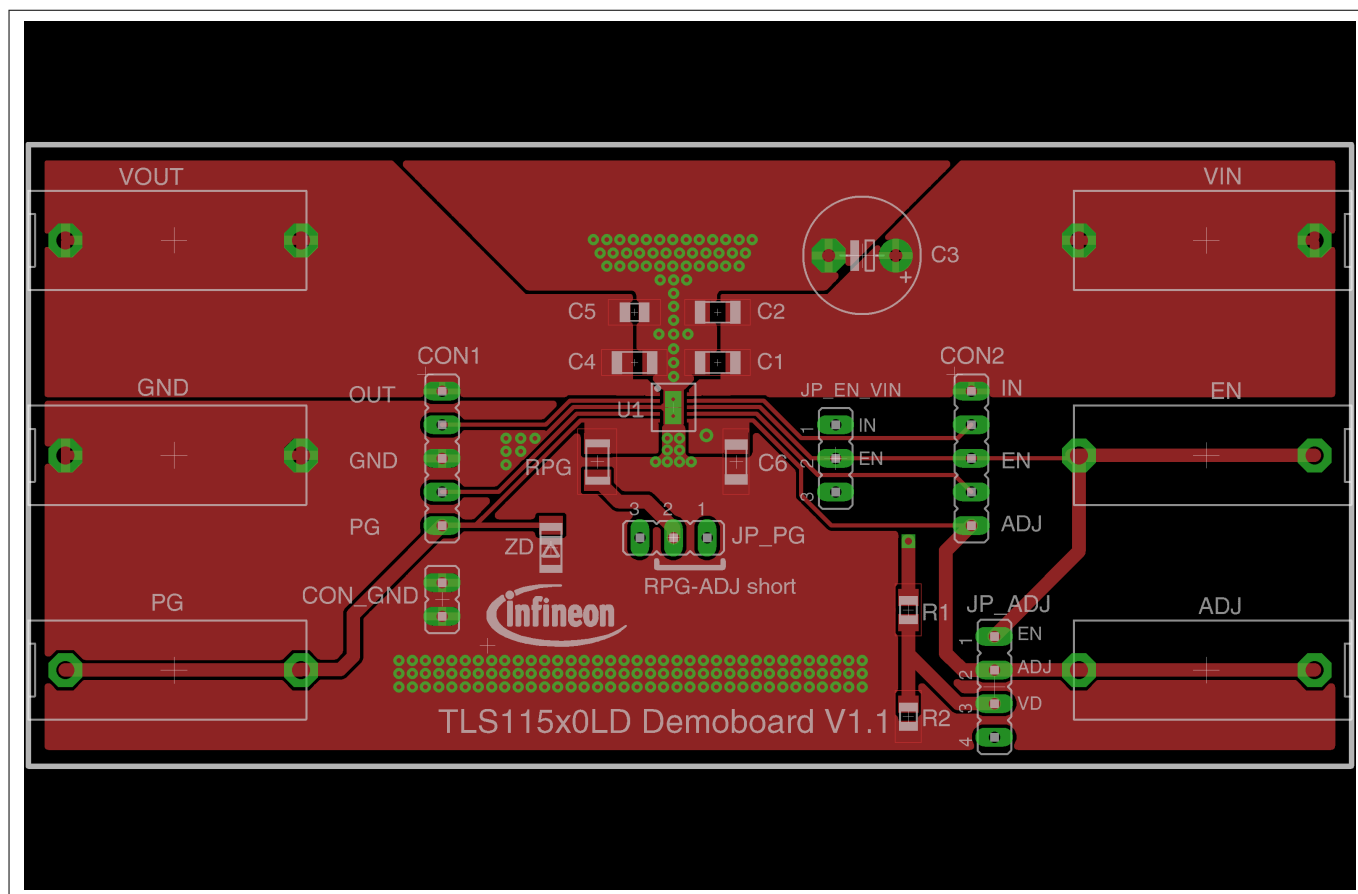 VOUT
VIN
C3
+
C5
C2
C4
C1
CON1
CON2
GND
OUT
U1
JP_EN_VIN
IN
EN
1
IN
GND
2
EN
EN
RPG
C6
3
PG
3
2
1
JP_PG
ADJ
ZD
RPG-ADJ short
CON_GND
PG
infineon
R1
JP_ADJ
ADJ
1
EN
2
ADJ
3
VD
4
R2
TLS115x0LD Demoboard V1.1